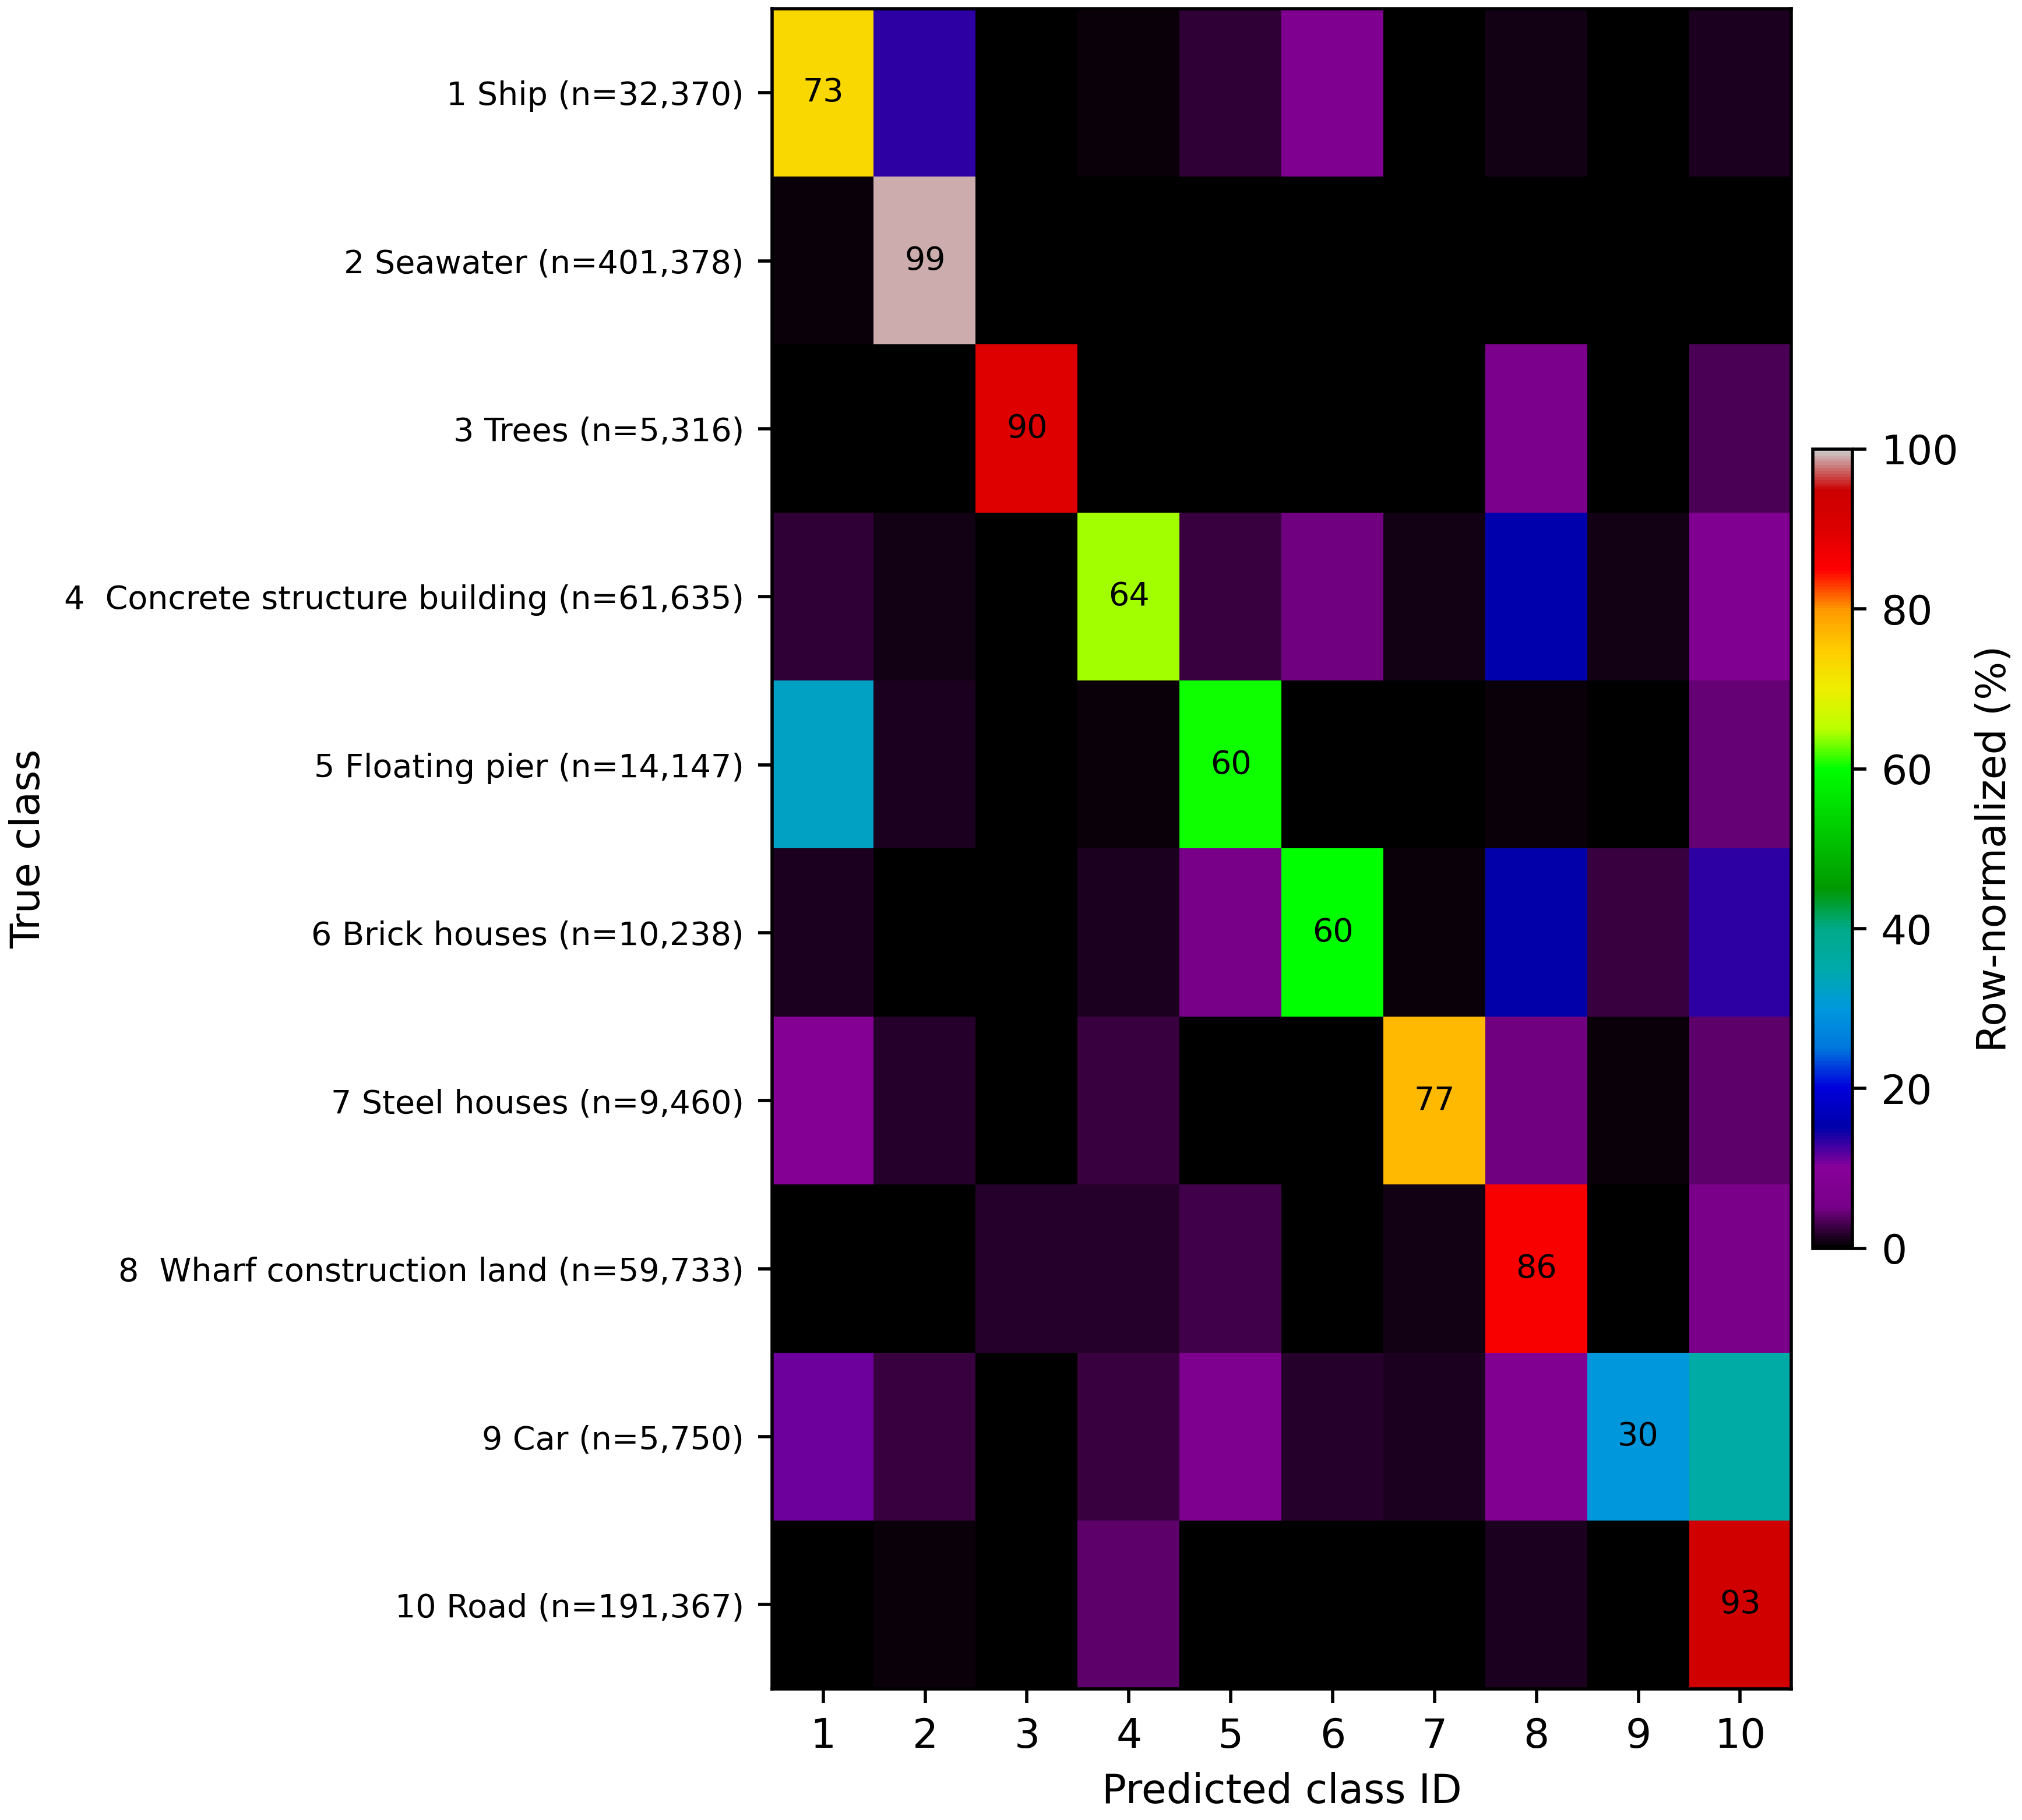 1 Ship (n=32,370)
73
2 Seawater (n=401,378)
99
3 Trees (n=5,316)
90
4  Concrete structure building (n=61,635)
64
5 Floating pier (n=14,147)
60
6 Brick houses (n=10,238)
60
7 Steel houses (n=9,460)
77
8  Wharf construction land (n=59,733)
86
9 Car (n=5,750)
30
10 Road (n=191,367)
93
True class
1 2 3 4 5 6 7 8 9 10
Predicted class ID
100
80
60
40
20
0
Row-normalized (%)